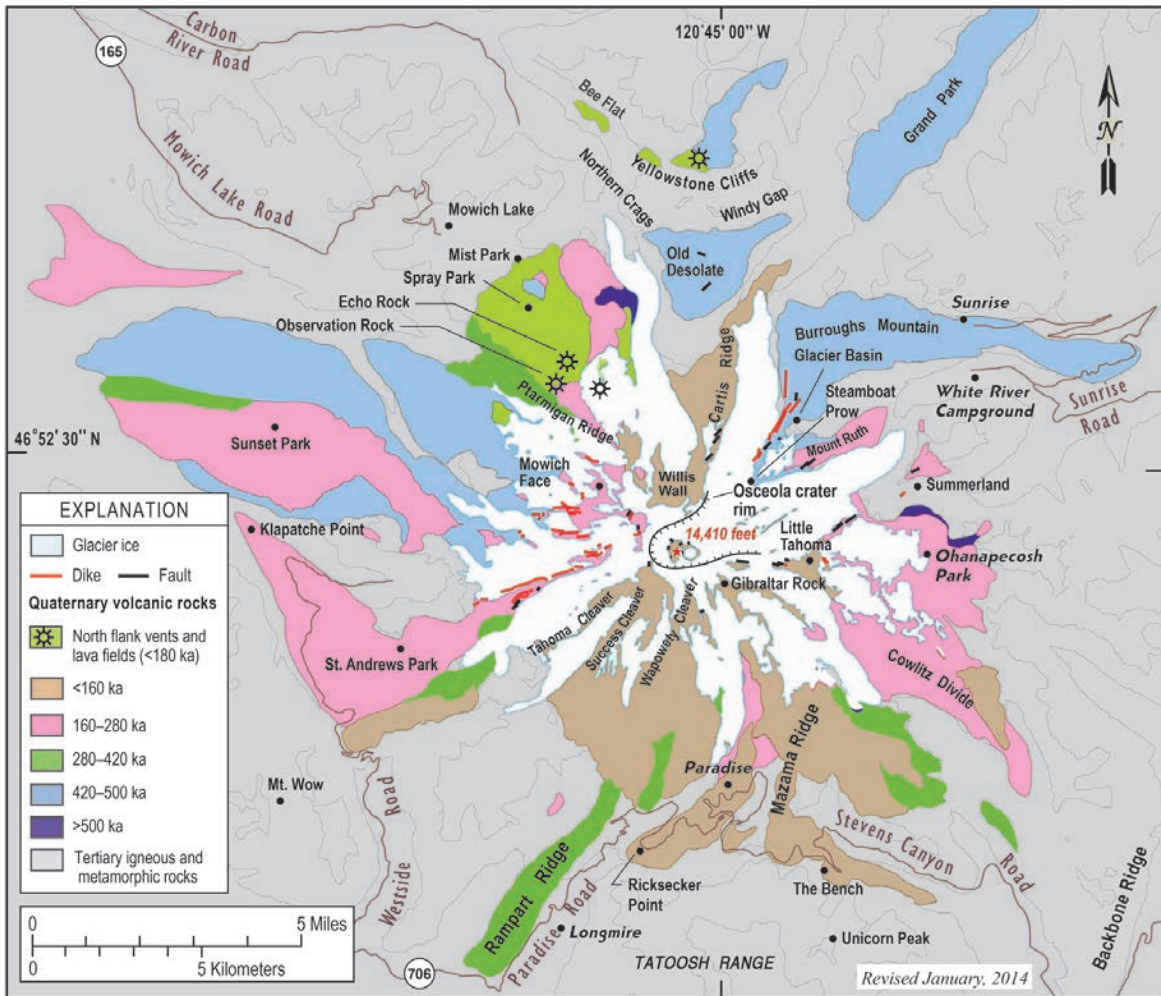 120°45' 00" W
Carbon
River Road
165
Mowich Lake Road
Bee Flat
Grand Park
N
Yellowstone Cliffs
Northern Crags
Windy Gap
Mowich Lake
Mist Park
Old
Desolate
Spray Park
Echo Rock
Observation Rock
Sunrise
Burroughs Mountain
Glacier Basin
Curtis Ridge
Steamboat
Prow
White River
Campground
Sunrise
Road
Ptarmigan Ridge
46°52' 30" N
Sunset Park
Mount Ruth
Mowich
Face
Willis
Wall
Osceola crater
rim
Summerland
EXPLANATION
Glacier ice
Dike
Fault
Quaternary volcanic rocks
North flank vents and
lava fields (<180 ka)
<160 ka
160–280 ka
280–420 ka
420–500 ka
>500 ka
Tertiary igneous and
metamorphic rocks
Klapatche Point
14,410 feet
Little
Tahoma
Ohanapecosh
Park
Gibraltar Rock
Tahoma Cleaver
Success Cleaver
Wapowety Cleaver
St. Andrews Park
Cowlitz Divide
Mt. Wow
Westside Road
Paradise
Mazama Ridge
Stevens Canyon
Road
Rampart Ridge
Paradise Road
Ricksecker
Point
The Bench
Backbone Ridge
Longmire
Unicorn Peak
706
TATOOSH RANGE
Revised January, 2014
0 5 Miles
0 5 Kilometers